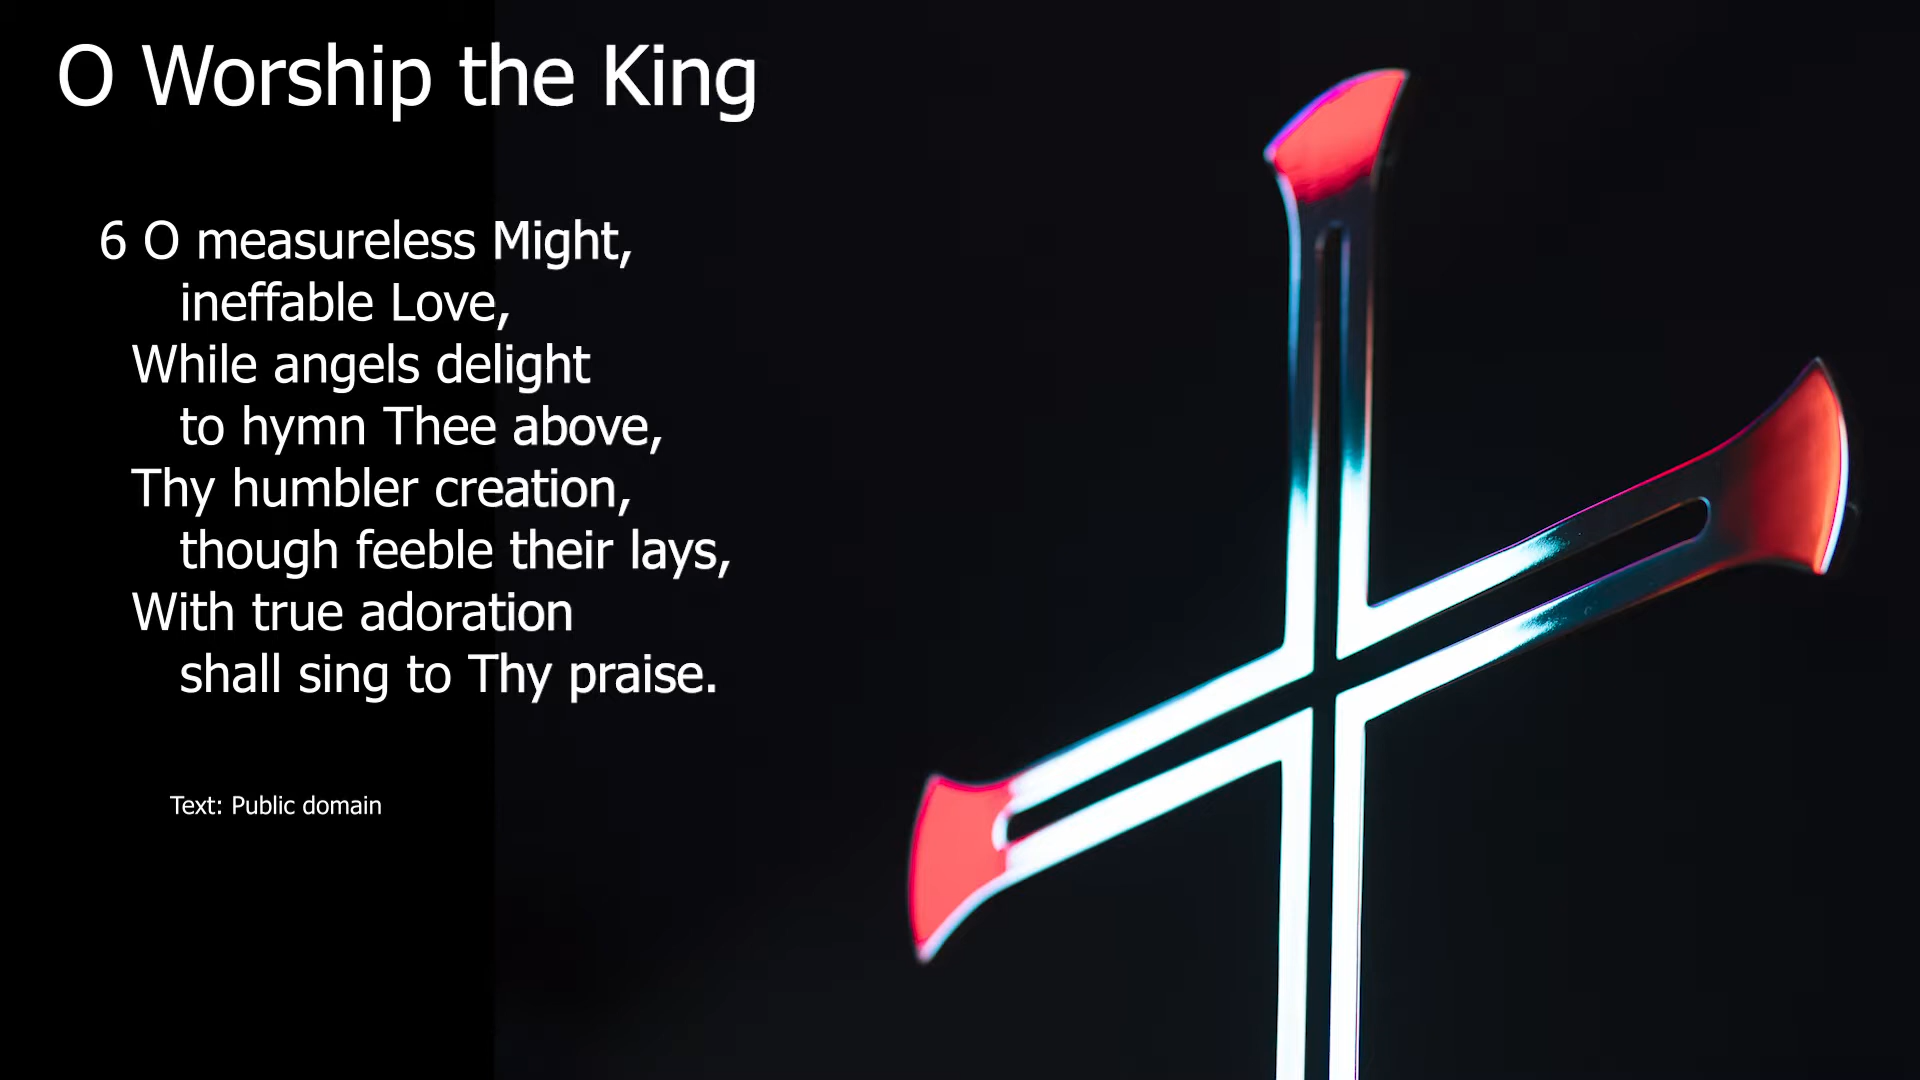 O Worship the King
6 O measureless Might,
ineffable Love,
While angels delight
to hymn Thee above,
Thy humbler creation,
though feeble their lays,
With true adoration
shall sing to Thy praise.
Text: Public domain